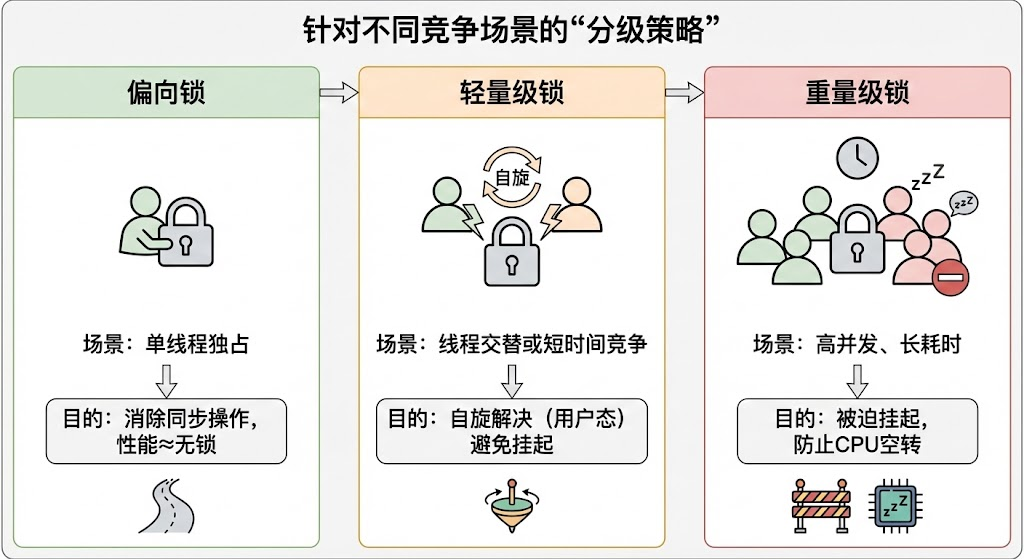 针对不同竞争场景的“分级策略”
偏向锁
轻量级锁
重量级锁
自旋
zzZ
zzZ
场景：单线程独占
场景：线程交替或短时间竞争
场景：高并发、长耗时
目的：消除同步操作，
性能≈无锁
目的：自旋解决（用户态）
避免挂起
目的：被迫挂起，
防止CPU空转
zzZ